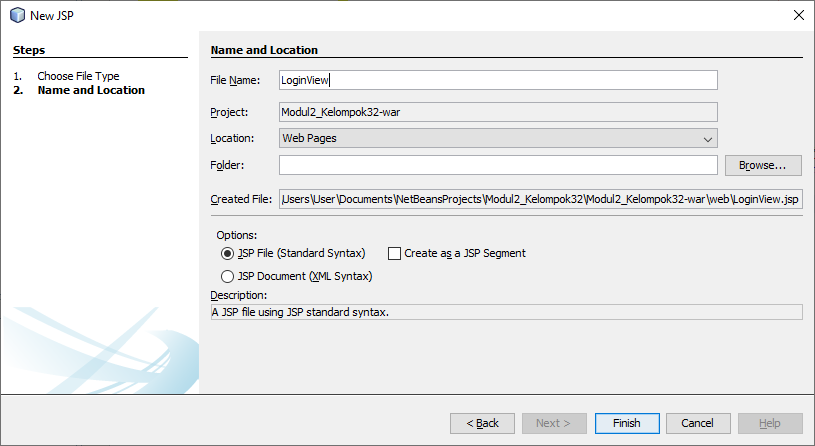 New JSP
Steps
1. Choose File Type
2. Name and Location
Name and Location
File Name: LoginView
Project: Modul2_Kelompok32-war
Location: Web Pages
Folder: Browse...
Created File: \Users\User\Documents\NetBeansProjects\Modul2_Kelompok32\Modul2_Kelompok32-war\web\LoginView.jsp
Options:
JSP File (Standard Syntax) Create as a JSP Segment
JSP Document (XML Syntax)
Description:
A JSP file using JSP standard syntax.
< Back Next > Finish Cancel Help